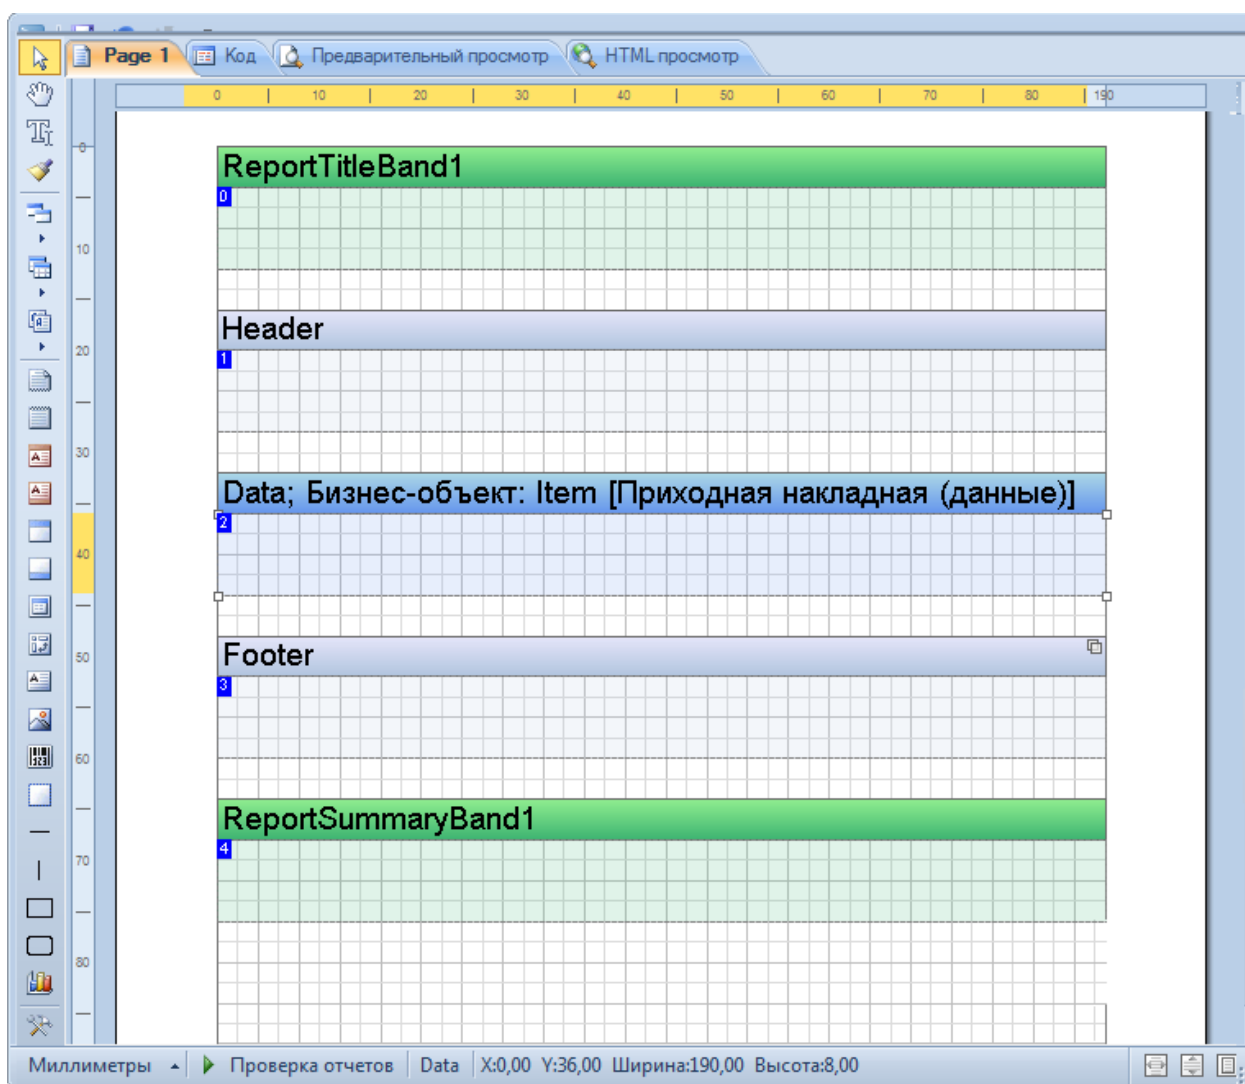 Page 1 Код Предварительный просмотр HTML просмотр
0 10 20 30 40 50 60 70 80 190
0
ReportTitleBand1
0
10
Header
20
1
30
Data; Бизнес-объект: Item [Приходная накладная (данные)]
2
40
Footer
50
3
60
ReportSummaryBand1
4
70
80
Миллиметры Проверка отчетов Data X:0,00 Y:36,00 Ширина:190,00 Высота:8,00